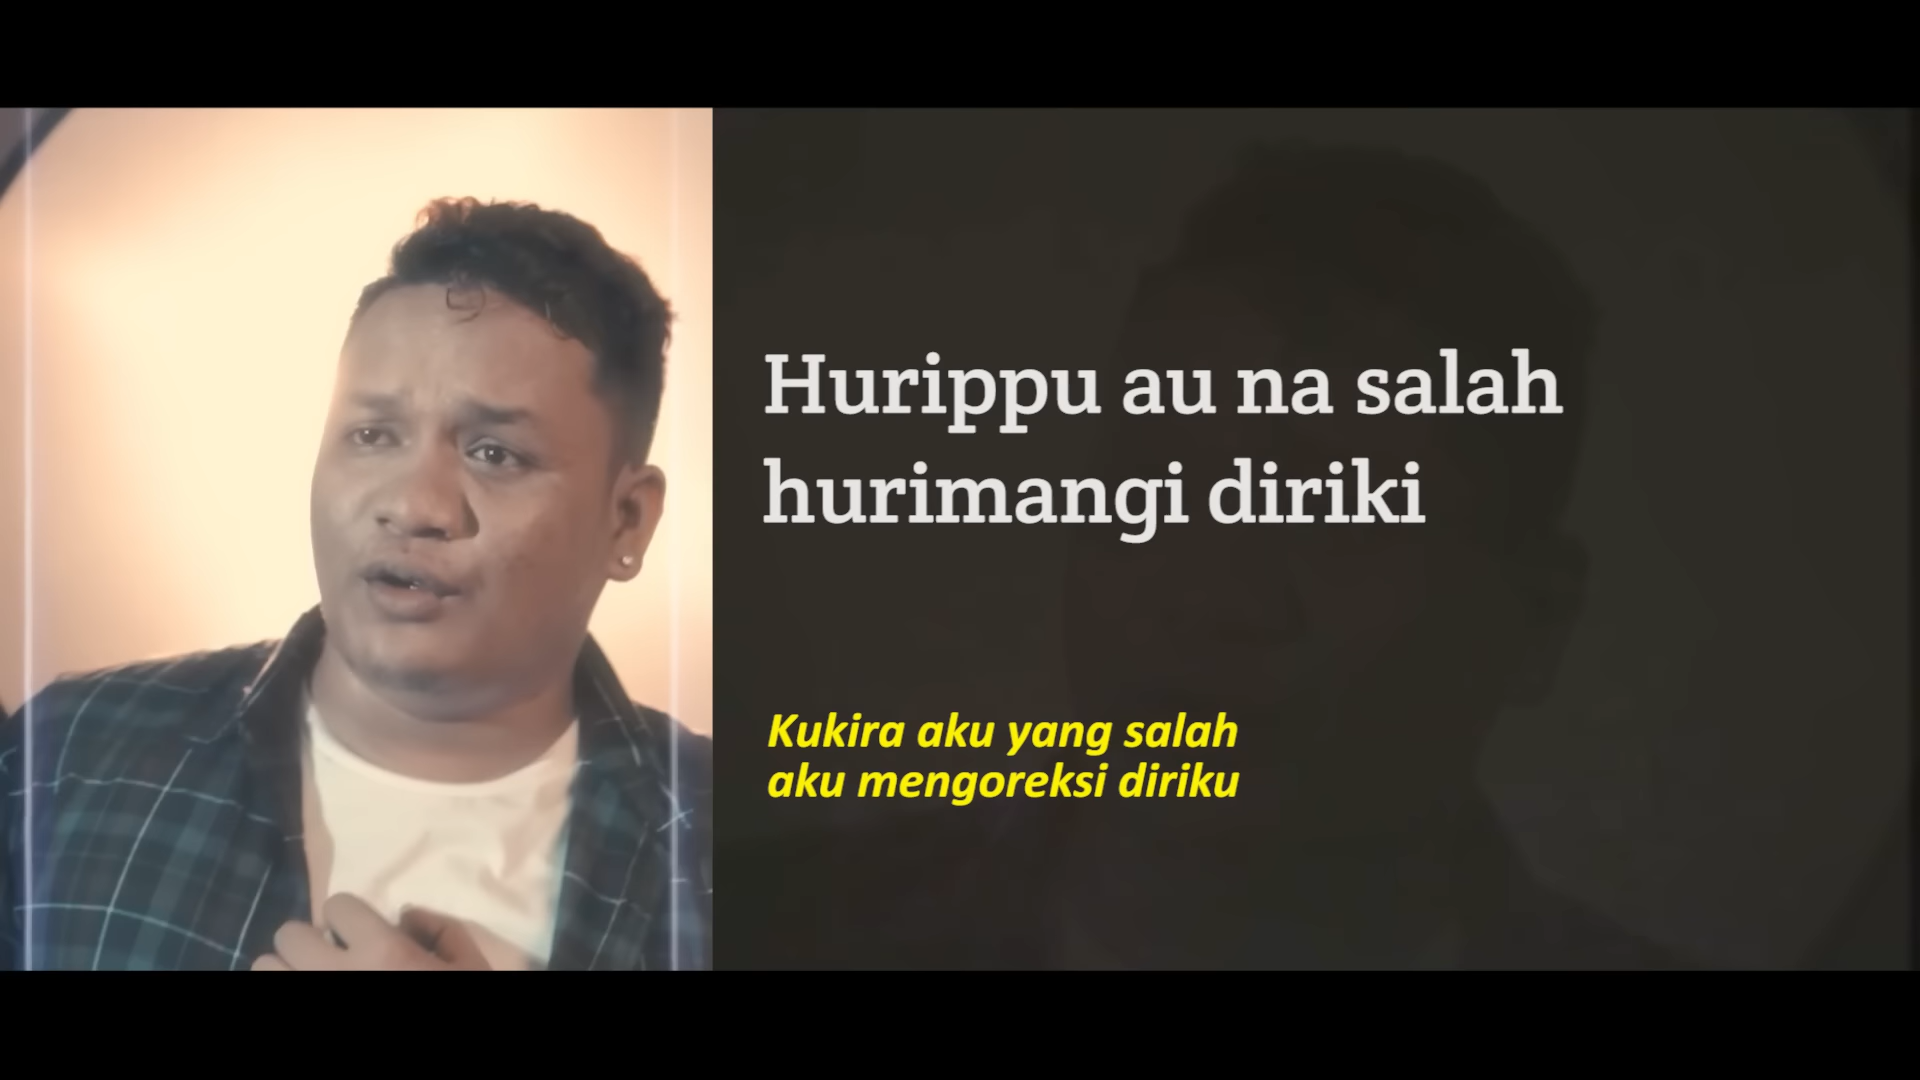 Hurippu au na salah
hurimangi diriki
Kukira aku yang salah
aku mengoreksi diriku